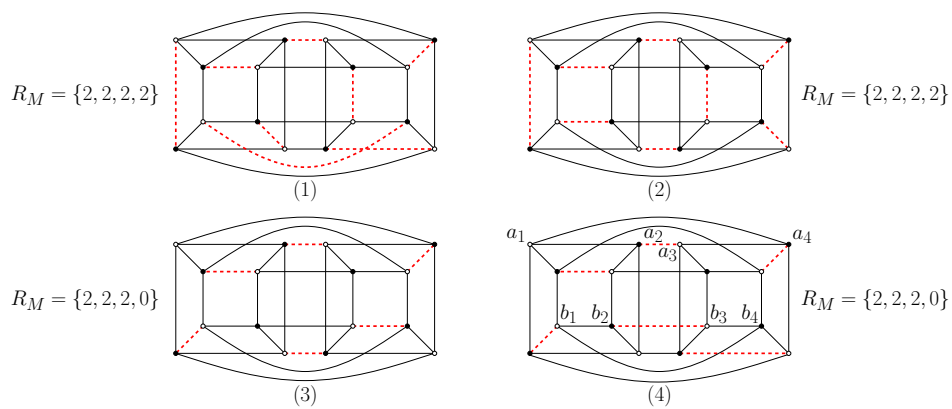 R_M = {2, 2, 2, 2}
(1)
R_M = {2, 2, 2, 2}
(2)
R_M = {2, 2, 2, 0}
(3)
a_1
a_2
a_3
a_4
b_1
b_2
b_3
b_4
R_M = {2, 2, 2, 0}
(4)